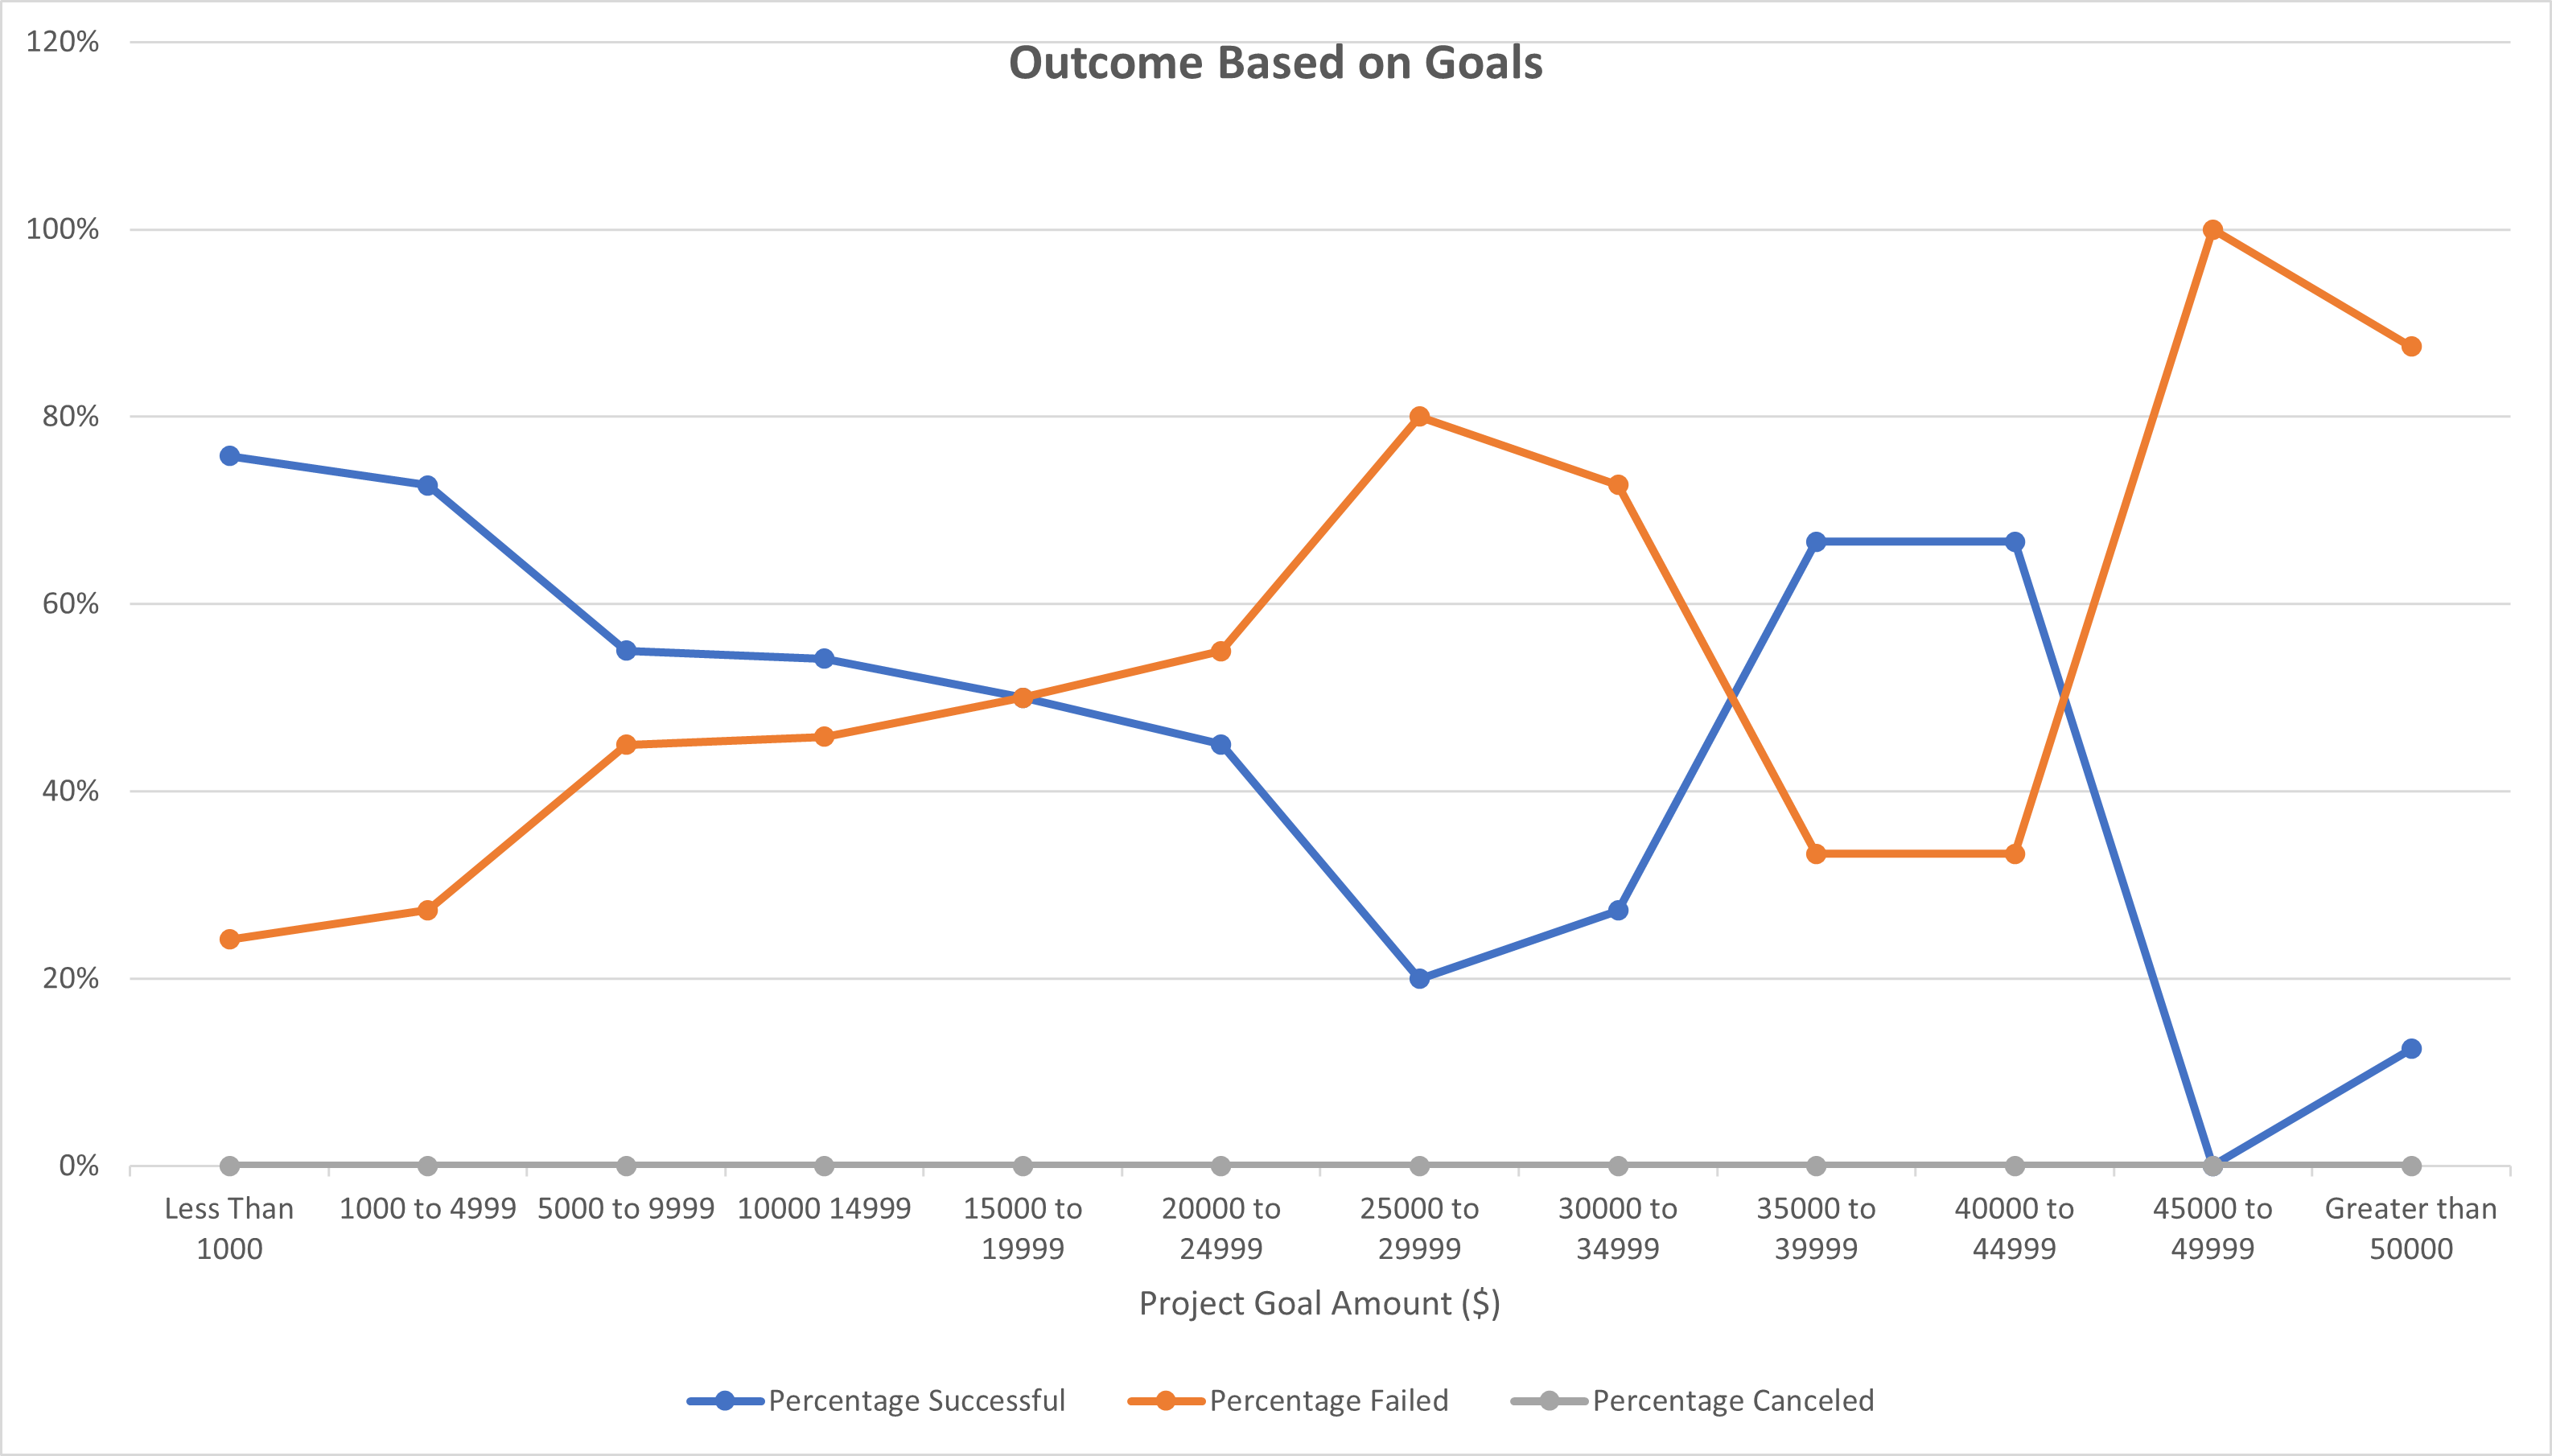 Outcome Based on Goals
120%
100%
80%
60%
40%
20%
0%
Less Than
1000
1000 to 4999
5000 to 9999
10000 14999
15000 to
19999
20000 to
24999
25000 to
29999
30000 to
34999
35000 to
39999
40000 to
44999
45000 to
49999
Greater than
50000
Project Goal Amount ($)
Percentage Successful
Percentage Failed
Percentage Canceled